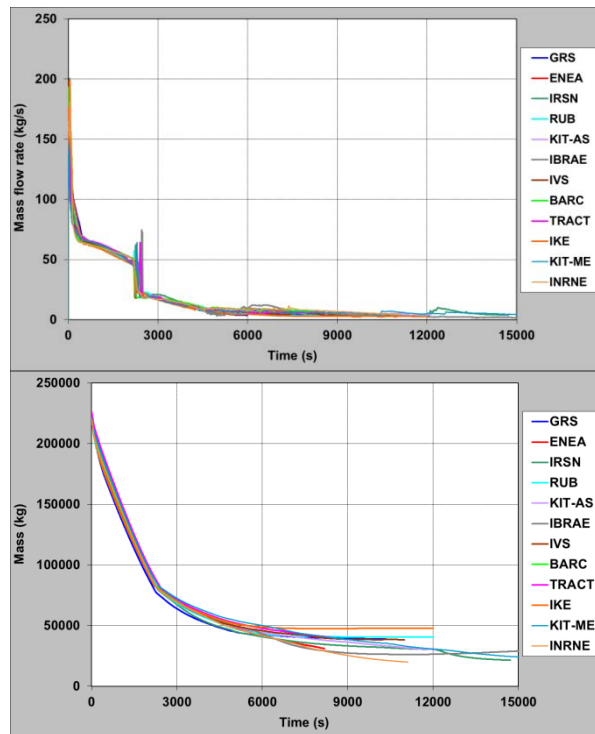 250
200
150
100
50
0
Mass flow rate (kg/s)
0 3000 6000 9000 12000 15000
Time (s)
GRS
ENEA
IRSN
RUB
KIT-AS
IBRAE
IVS
BARC
TRACT
IKE
KIT-ME
INRNE
250000
200000
150000
100000
50000
0
Mass (kg)
0 3000 6000 9000 12000 15000
Time (s)
GRS
ENEA
IRSN
RUB
KIT-AS
IBRAE
IVS
BARC
TRACT
IKE
KIT-ME
INRNE